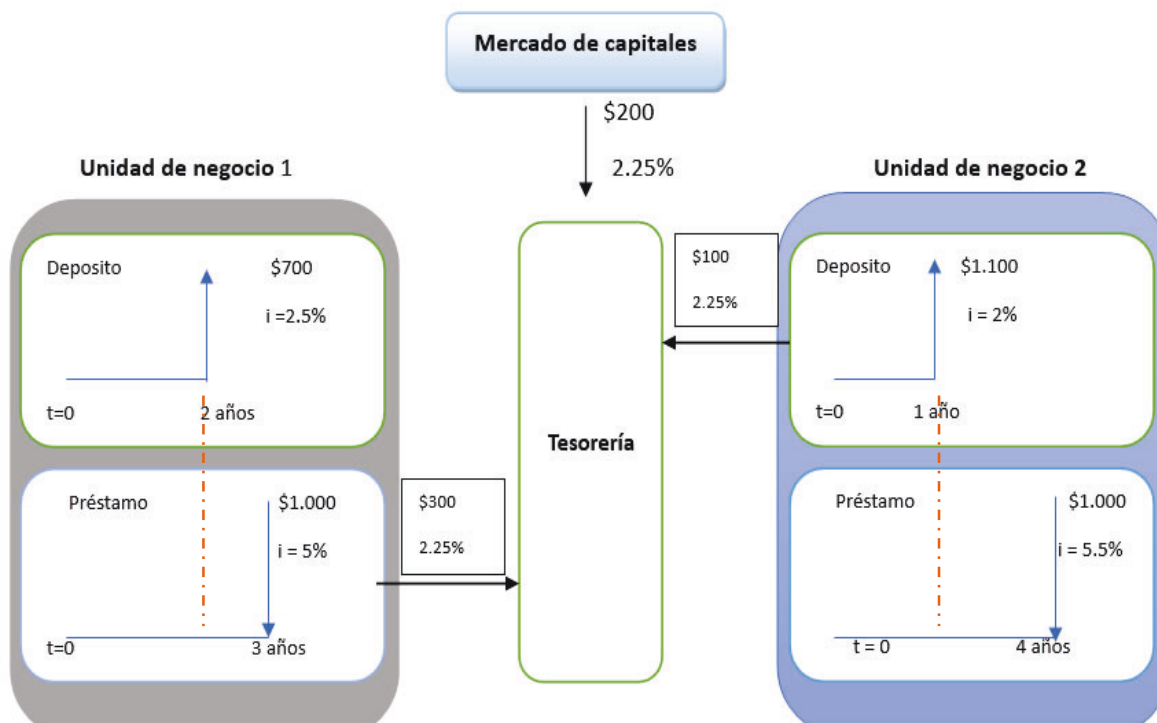 Mercado de capitales
$200
2.25%
Unidad de negocio 1
Deposito
$700
i =2.5%
t=0
2 años
Préstamo
$1.000
i = 5%
t=0
3 años
$300
2.25%
Tesorería
$100
2.25%
Unidad de negocio 2
Deposito
$1.100
i = 2%
t=0
1 año
Préstamo
$1.000
i = 5.5%
t = 0
4 años